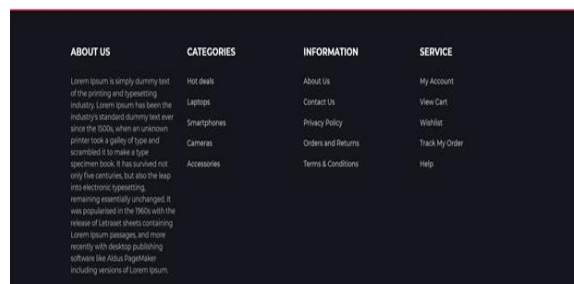 ABOUT US
Lorem Ipsum is simply dummy text
of the printing and typesetting
industry. Lorem Ipsum has been the
industry's standard dummy text ever
since the 1500s, when an unknown
printer took a galley of type and
scrambled it to make a type
specimen book. It has survived not
only five centuries, but also the leap
into electronic typesetting,
remaining essentially unchanged. It
was popularised in the 1960s with the
release of Letraset sheets containing
Lorem Ipsum passages, and more
recently with desktop publishing
software like Aldus PageMaker
including versions of Lorem Ipsum.
CATEGORIES
Hot deals
Laptops
Smartphones
Cameras
Accessories
INFORMATION
About Us
Contact Us
Privacy Policy
Orders and Returns
Terms & Conditions
SERVICE
My Account
View Cart
Wishlist
Track My Order
Help